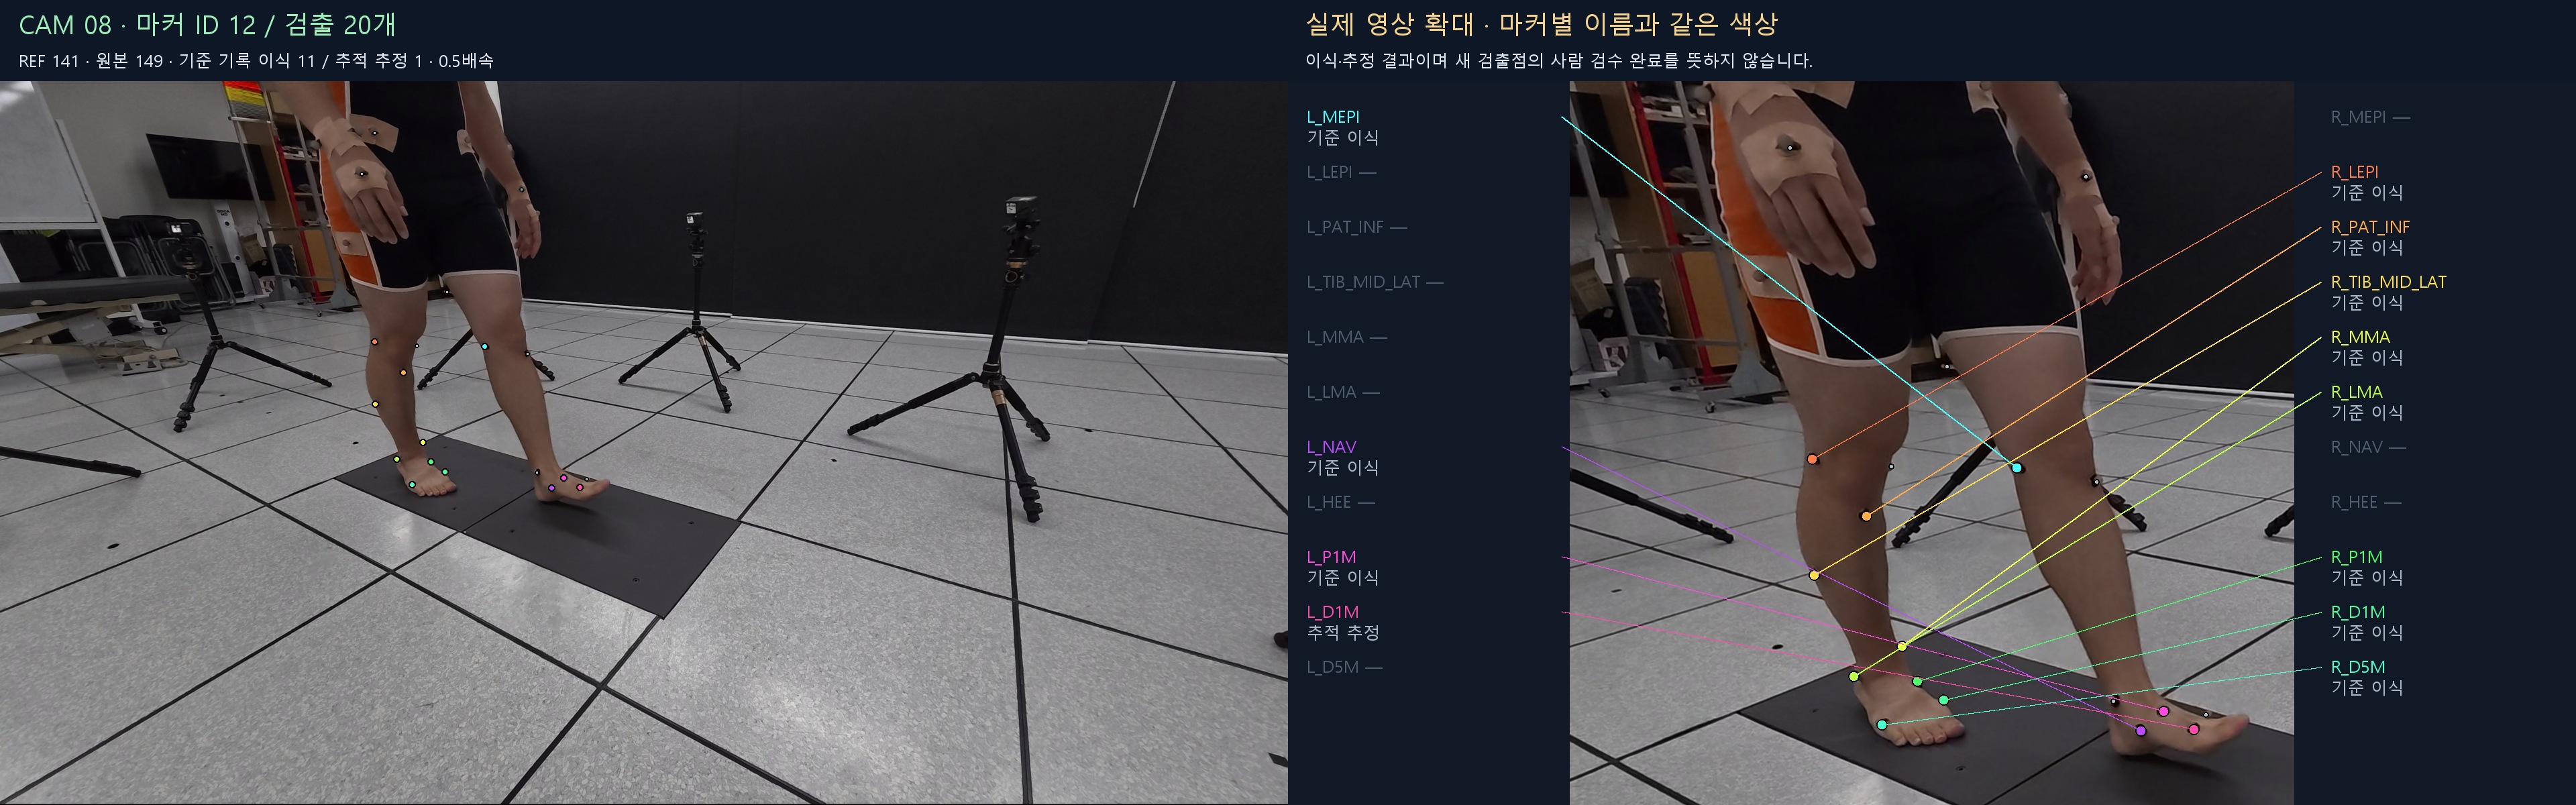 CAM 08 · 마커 ID 12 / 검출 20개
REF 141 · 원본 149 · 기준 기록 이식 11 / 추적 추정 1 · 0.5배속
실제 영상 확대 · 마커별 이름과 같은 색상
이식·추정 결과이며 새 검출점의 사람 검수 완료를 뜻하지 않습니다.
L_MEPI
기준 이식
L_LEPI —
L_PAT_INF —
L_TIB_MID_LAT —
L_MMA —
L_LMA —
L_NAV
기준 이식
L_HEE —
L_P1M
기준 이식
L_D1M
추적 추정
L_D5M —
R_MEPI —
R_LEPI
기준 이식
R_PAT_INF
기준 이식
R_TIB_MID_LAT
기준 이식
R_MMA
기준 이식
R_LMA
기준 이식
R_NAV —
R_HEE —
R_P1M
기준 이식
R_D1M
기준 이식
R_D5M
기준 이식